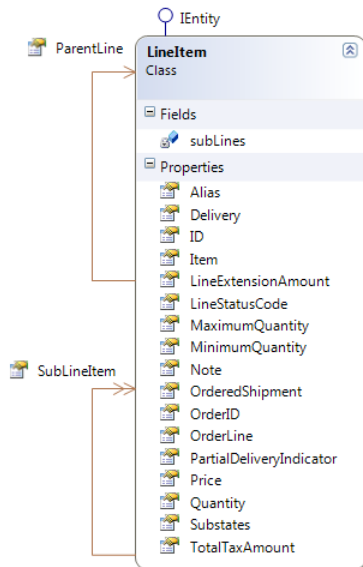 IEntity
ParentLine
LineItem
Class
Fields
subLines
Properties
Alias
Delivery
ID
Item
LineExtensionAmount
LineStatusCode
MaximumQuantity
MinimumQuantity
Note
SubLineItem
OrderedShipment
OrderID
OrderLine
PartialDeliveryIndicator
Price
Quantity
Substates
TotalTaxAmount